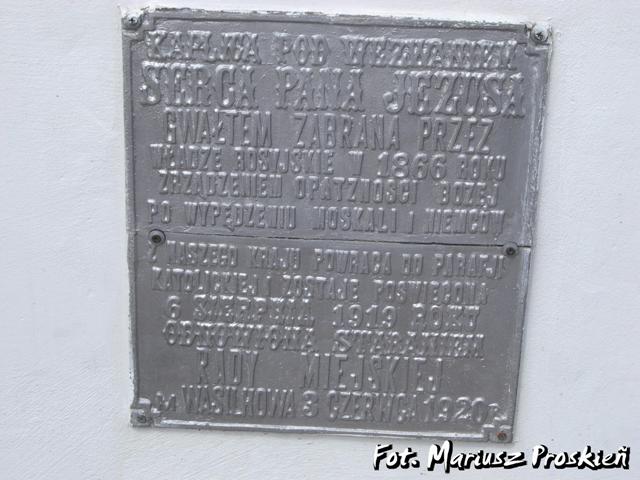 KAPLICA POD WEZWANIEM
SERCA PANA JEZUSA
GWAŁTEM ZABRANA PRZEZ
WŁADZE ROSYJSKIE W 1866 ROKU
ZRZĄDZENIEM OPATZNOŚCI BOŻEJ
PO WYPĘDZENIU MOSKALI I NIEMCÓW
Z NASZEGO KRAJU POWRACA DO PARAFJI
KATOLICKIEJ I ZOSTAJE POŚWIĘCONA
6 SIERPNIA 1919 ROKU
ODNOWIONA STARANIEM
RADY MIEJSKIEJ
M WASILKOWA 3 CZERWCA 1920 R
Fot. Mariusz Proskień